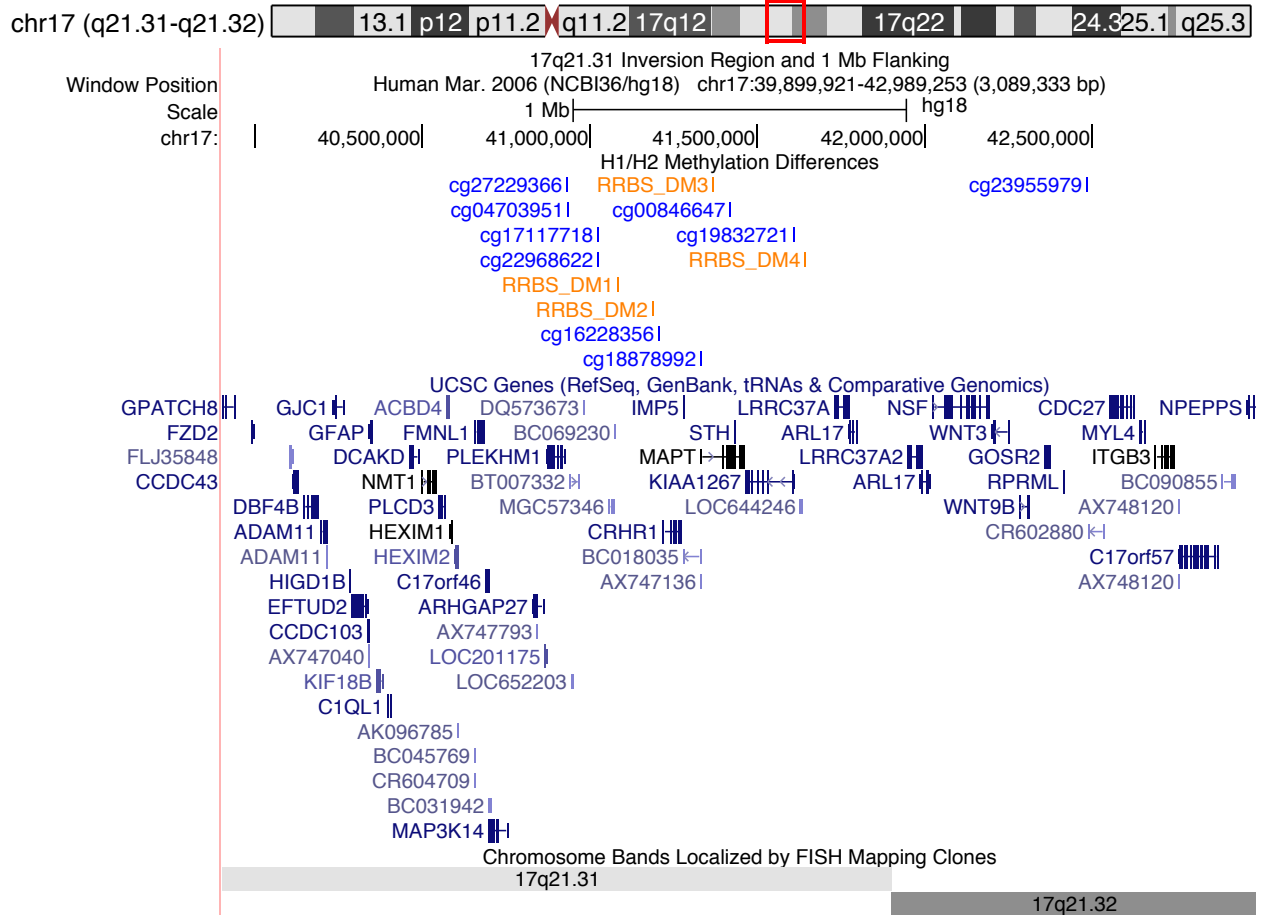 chr17 (q21.31-q21.32) 13.1 p12 p11.2 q11.2 17q12 17q22 24.3 25.1 q25.3
17q21.31 Inversion Region and 1 Mb Flanking
Window Position Human Mar. 2006 (NCBI36/hg18) chr17:39,899,921-42,989,253 (3,089,333 bp)
Scale 1 Mb hg18
chr17: 40,500,000 41,000,000 41,500,000 42,000,000 42,500,000
H1/H2 Methylation Differences
cg27229366 RRBS_DM3 cg23955979
cg04703951 cg00846647
cg17117718 cg19832721
cg22968622 RRBS_DM4
RRBS_DM1
RRBS_DM2
cg16228356
cg18878992
UCSC Genes (RefSeq, GenBank, tRNAs & Comparative Genomics)
GPATCH8 GJC1 ACBD4 DQ573673 IMP5 LRRC37A NSF CDC27 NPEPPS
FZD2 GFAP FMNL1 BC069230 STH ARL17 WNT3 MYL4
FLJ35848 DCAKD PLEKHM1 MAPT LRRC37A2 GOSR2 ITGB3
CCDC43 NMT1 BT007332 KIAA1267 ARL17 RPRML BC090855
DBF4B PLCD3 MGC57346 LOC644246 WNT9B AX748120
ADAM11 HEXIM1 CRHR1 CR602880
ADAM11 HEXIM2 BC018035 C17orf57
HIGD1B C17orf46 AX747136 AX748120
EFTUD2 ARHGAP27
CCDC103 AX747793
AX747040 LOC201175
KIF18B LOC652203
C1QL1
AK096785
BC045769
CR604709
BC031942
MAP3K14
Chromosome Bands Localized by FISH Mapping Clones
17q21.31
17q21.32